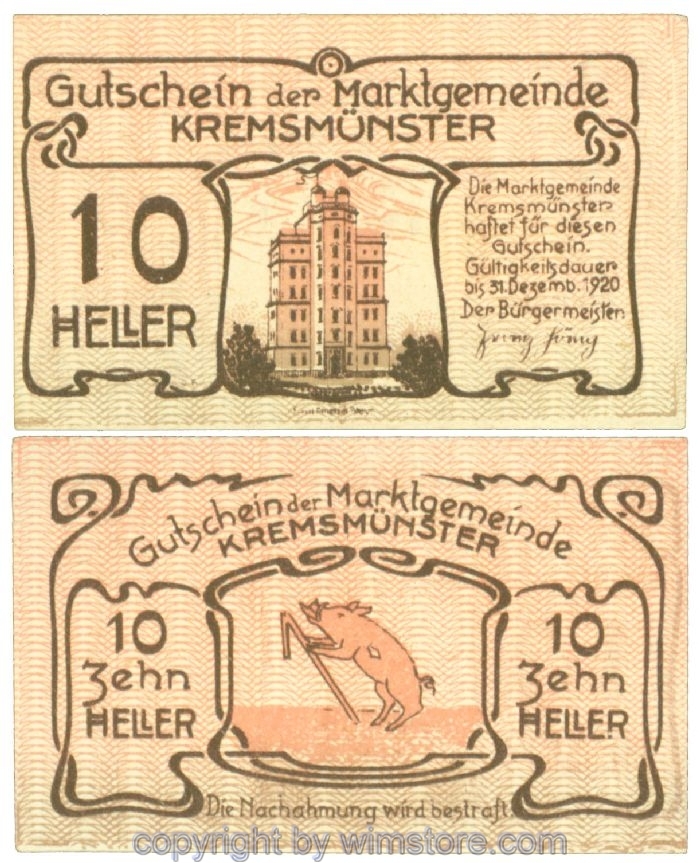 Gutschein der Marktgemeinde
KREMSMÜNSTER
10
HELLER
Die Marktgemeinde
Kremsmünster
haftet für diesen
Gutschein.
Gültigkeitsdauer
bis 31. Dezemb. 1920
Der Bürgermeister
Gutschein der Marktgemeinde
KREMSMÜNSTER
10
Zehn
HELLER
10
Zehn
HELLER
Die Nachahmung wird bestraft
copyright by wimstore.com